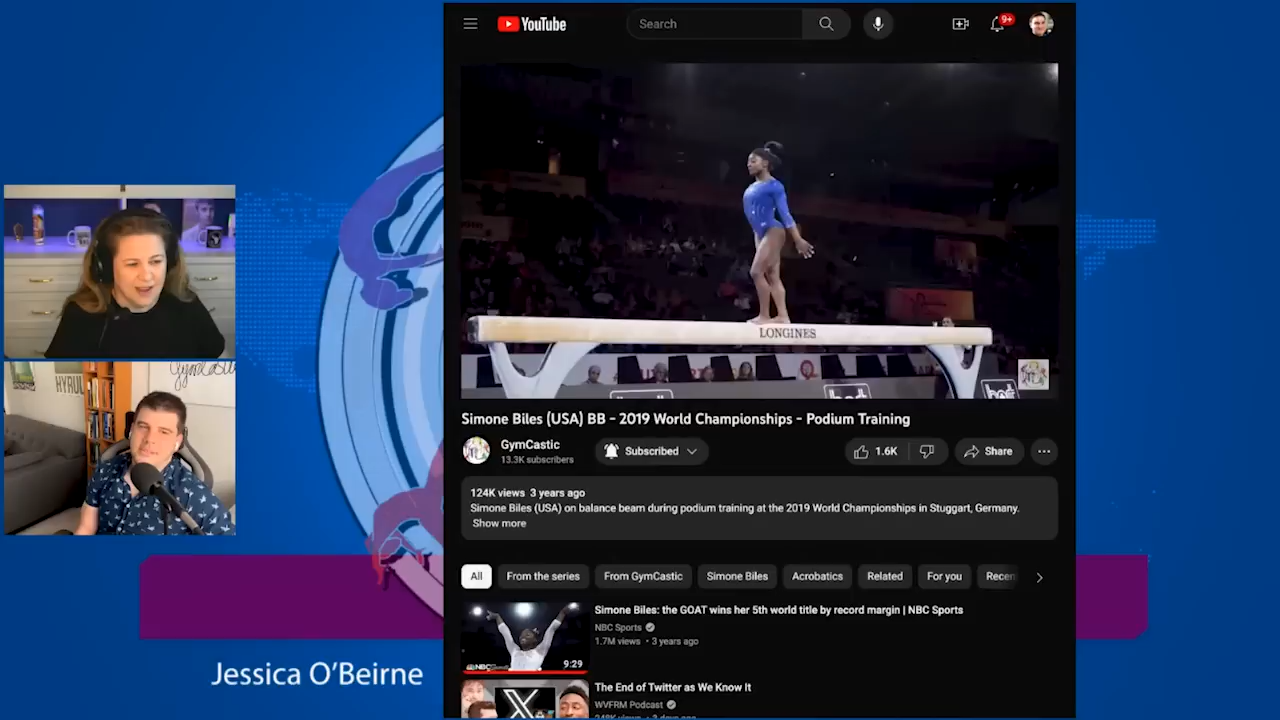 YouTube
Search
9+
HYRUL
LONGINES
Simone Biles (USA) BB - 2019 World Championships - Podium Training
GymCastic
13.3K subscribers
Subscribed
1.6K
Share
124K views 3 years ago
Simone Biles (USA) on balance beam during podium training at the 2019 World Championships in Stuggart, Germany.
Show more
All
From the series
From GymCastic
Simone Biles
Acrobatics
Related
For you
Recen
NBC
9:29
Simone Biles: the GOAT wins her 5th world title by record margin | NBC Sports
NBC Sports
1.7M views • 3 years ago
The End of Twitter as We Know It
WVFRM Podcast
Jessica O'Beirne